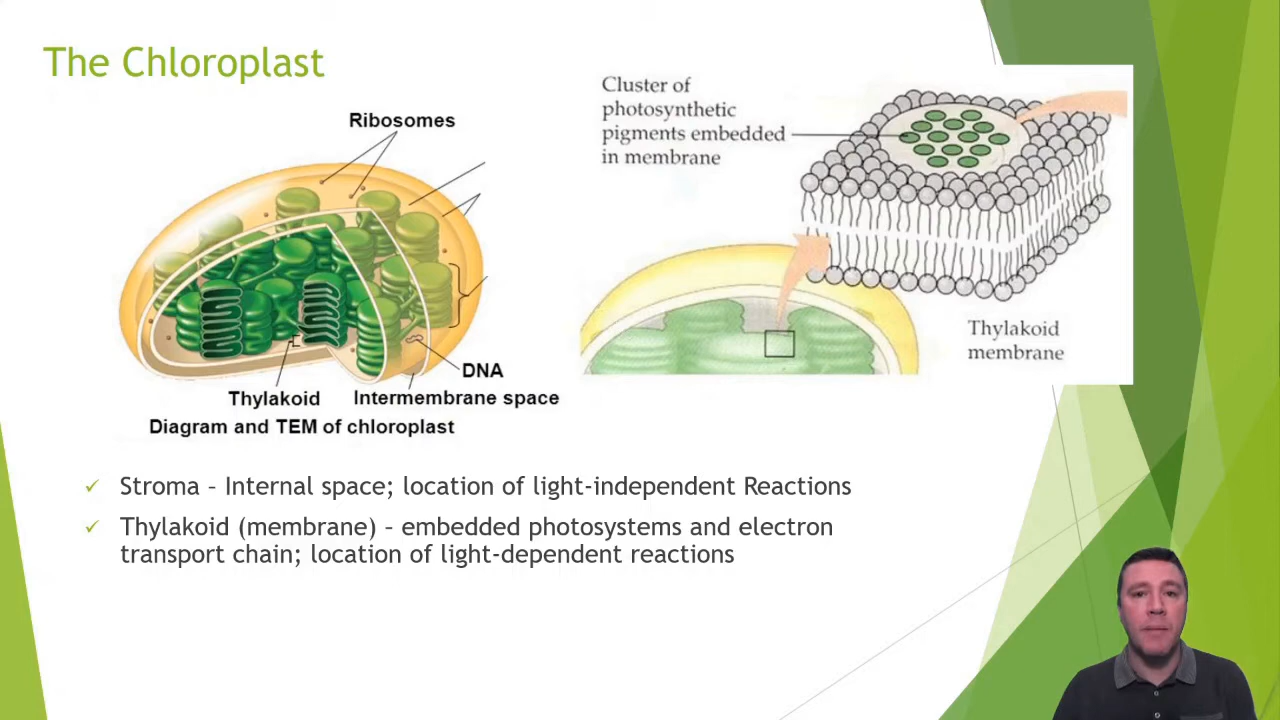 The Chloroplast
Ribosomes
Thylakoid
DNA
Intermembrane space
Diagram and TEM of chloroplast
Cluster of
photosynthetic
pigments embedded
in membrane
Thylakoid
membrane
✓ Stroma – Internal space; location of light-independent Reactions
✓ Thylakoid (membrane) – embedded photosystems and electron
transport chain; location of light-dependent reactions